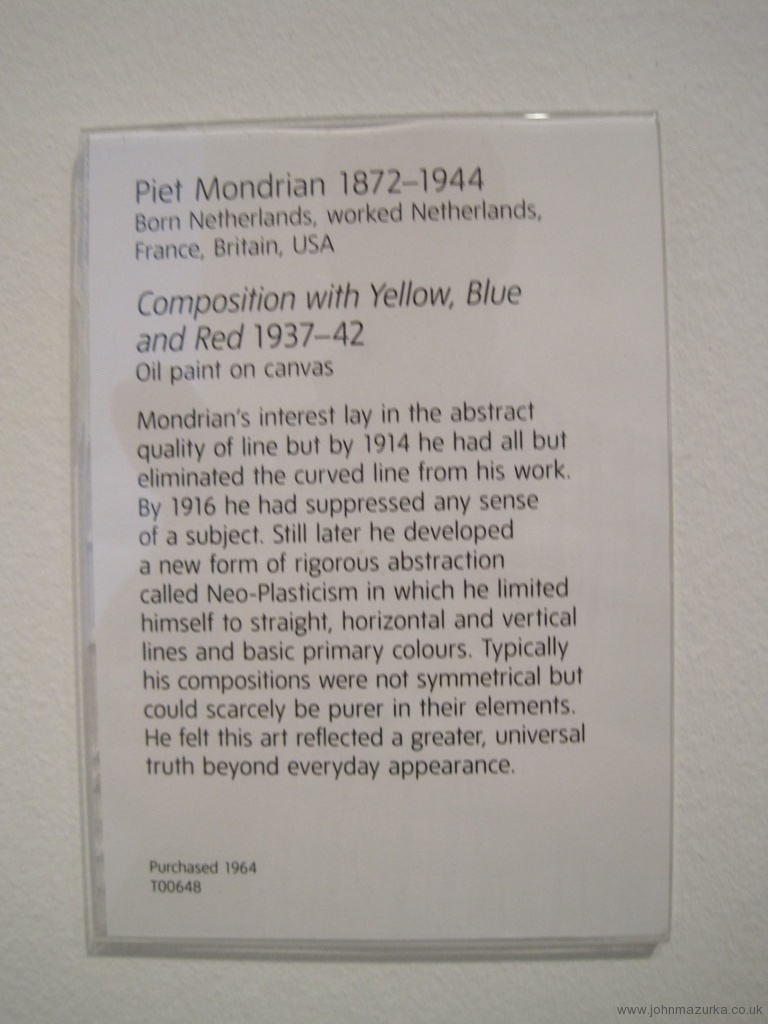 Piet Mondrian 1872–1944
Born Netherlands, worked Netherlands,
France, Britain, USA
Composition with Yellow, Blue
and Red 1937–42
Oil paint on canvas
Mondrian's interest lay in the abstract
quality of line but by 1914 he had all but
eliminated the curved line from his work.
By 1916 he had suppressed any sense
of a subject. Still later he developed
a new form of rigorous abstraction
called Neo-Plasticism in which he limited
himself to straight, horizontal and vertical
lines and basic primary colours. Typically
his compositions were not symmetrical but
could scarcely be purer in their elements.
He felt this art reflected a greater, universal
truth beyond everyday appearance.
Purchased 1964
T00648
www.johnmazurka.co.uk